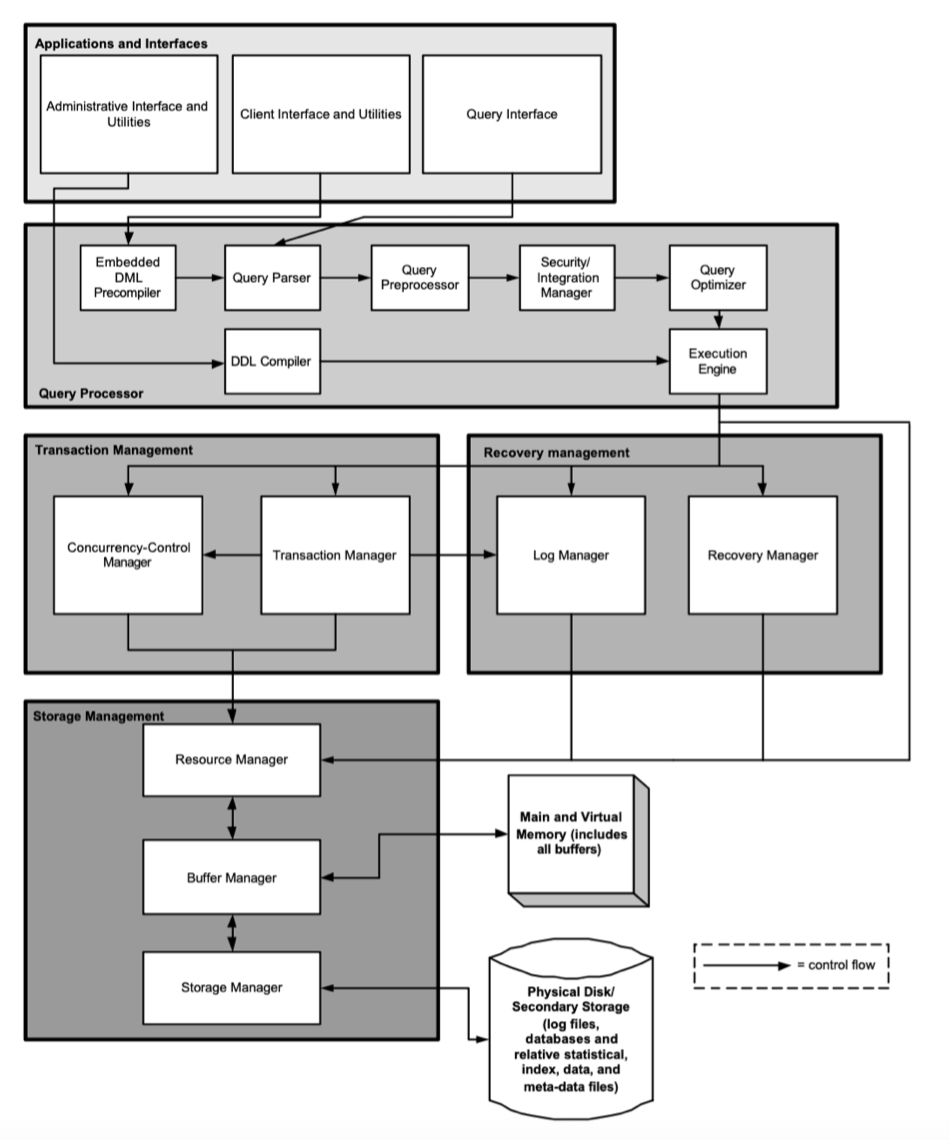 Applications and Interfaces
Administrative Interface and
Utilities
Client Interface and Utilities
Query Interface
Embedded
DML
Precompiler
Query Parser
Query
Preprocessor
Security/
Integration
Manager
Query
Optimizer
DDL Compiler
Execution
Engine
Query Processor
Transaction Management
Recovery management
Concurrency-Control
Manager
Transaction Manager
Log Manager
Recovery Manager
Storage Management
Resource Manager
Main and Virtual
Memory (includes
all buffers)
Buffer Manager
Storage Manager
= control flow
Physical Disk/
Secondary Storage
(log files,
databases and
relative statistical,
index, data, and
meta-data files)